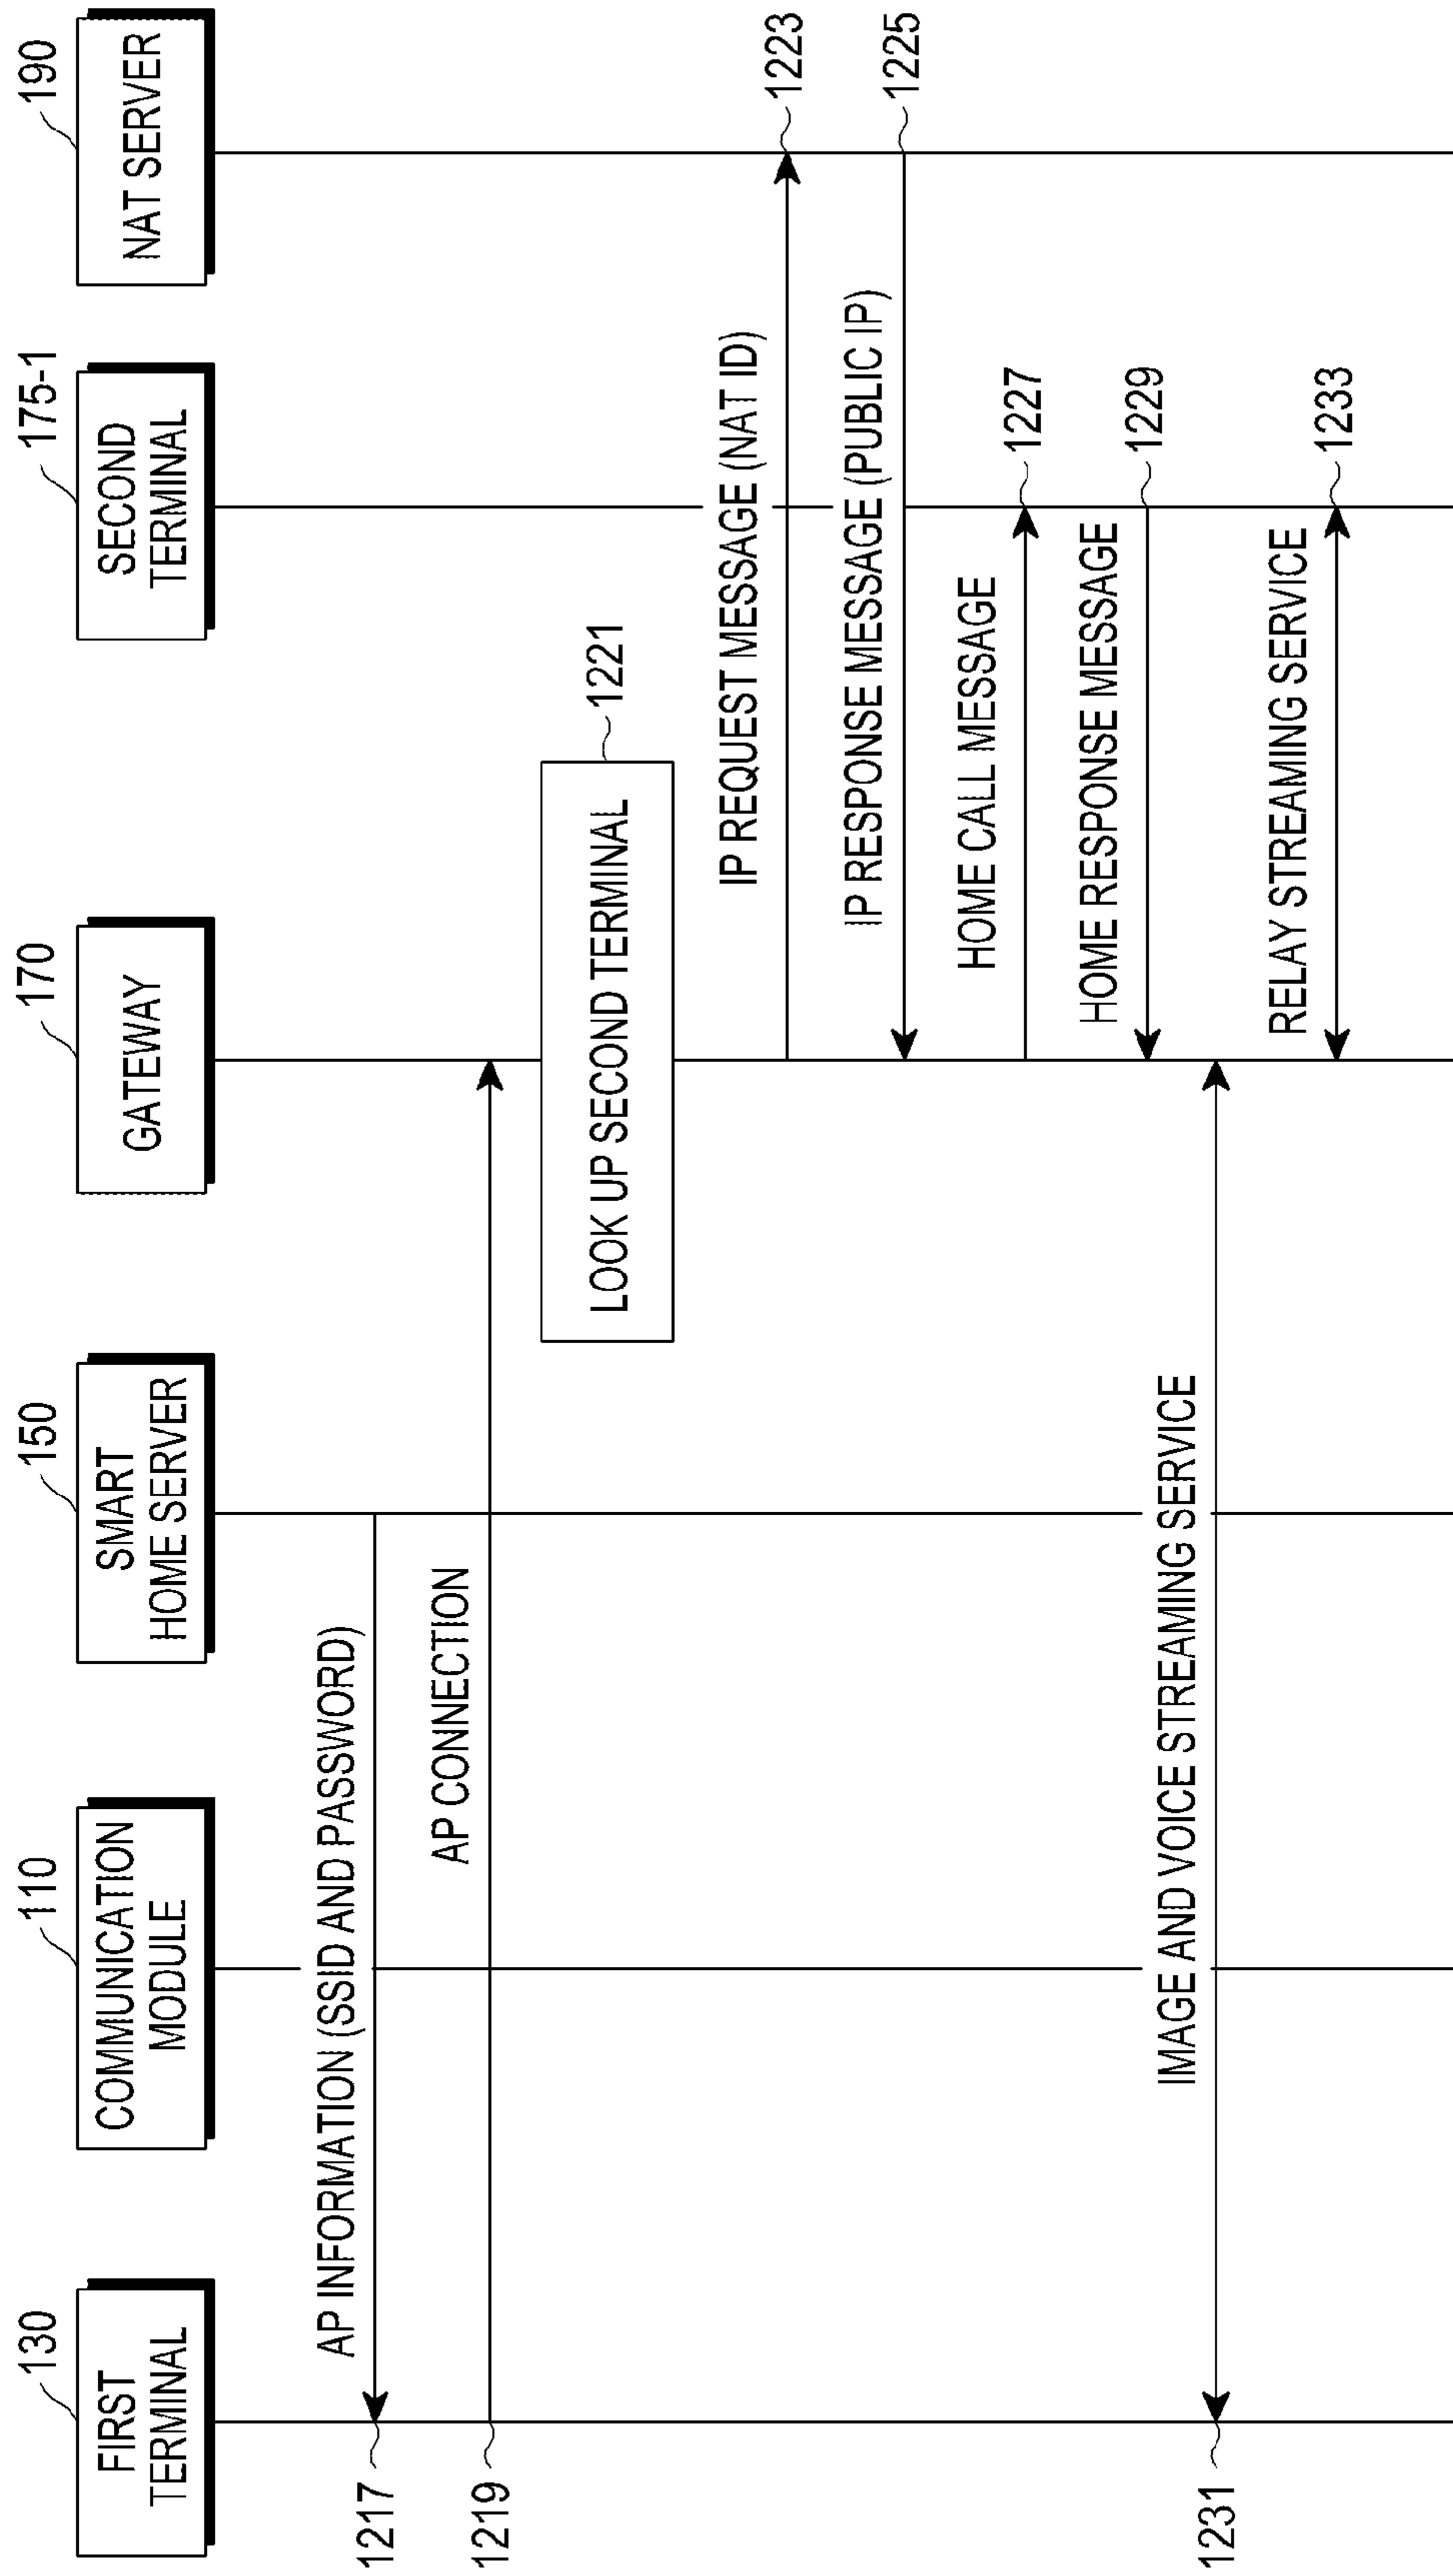 130
FIRST
TERMINAL
110
COMMUNICATION
MODULE
150
SMART
HOME SERVER
170
GATEWAY
175-1
SECOND
TERMINAL
190
NAT SERVER
AP INFORMATION (SSID AND PASSWORD)
1217
AP CONNECTION
1219
LOOK UP SECOND TERMINAL
1221
IP REQUEST MESSAGE (NAT ID)
1223
IP RESPONSE MESSAGE (PUBLIC IP)
1225
HOME CALL MESSAGE
1227
HOME RESPONSE MESSAGE
1229
IMAGE AND VOICE STREAMING SERVICE
1231
RELAY STREAMING SERVICE
1233